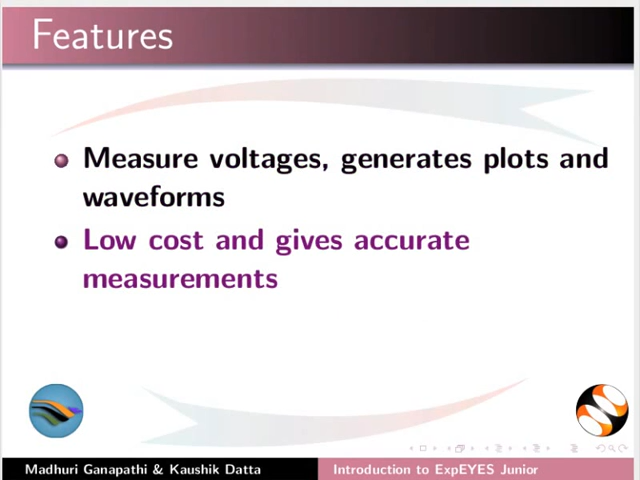 Features
Measure voltages, generates plots and
waveforms
Low cost and gives accurate
measurements
Madhuri Ganapathi & Kaushik Datta
Introduction to ExpEYES Junior